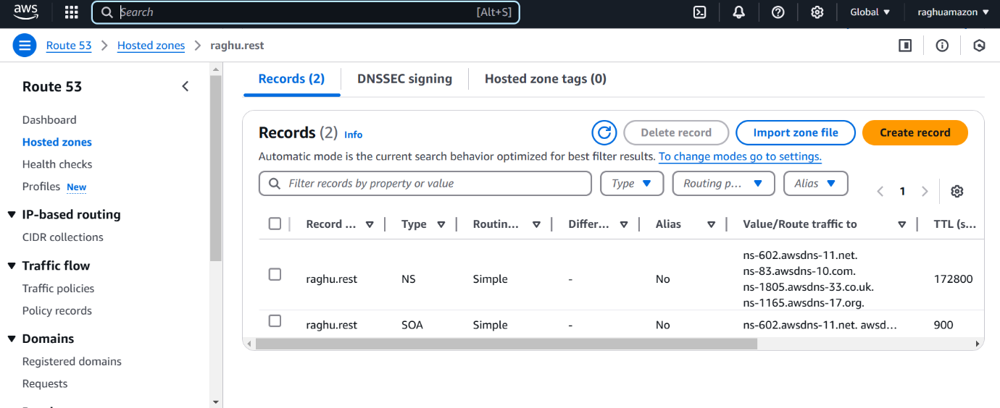 aws Search [Alt+S] Global raghuamazon
Route 53 Hosted zones raghu.rest
Route 53
Dashboard
Hosted zones
Health checks
Profiles New
IP-based routing
CIDR collections
Traffic flow
Traffic policies
Policy records
Domains
Registered domains
Requests
Records (2) DNSSEC signing Hosted zone tags (0)
Records (2) Info Delete record Import zone file Create record
Automatic mode is the current search behavior optimized for best filter results. To change modes go to settings.
Filter records by property or value Type Routing p... Alias 1
Record ... Type Routin... Differ... Alias Value/Route traffic to TTL (s...
raghu.rest NS Simple - No
ns-602.awsdns-11.net.
ns-83.awsdns-10.com.
ns-1805.awsdns-33.co.uk.
ns-1165.awsdns-17.org.
172800
raghu.rest SOA Simple - No ns-602.awsdns-11.net. awsd... 900